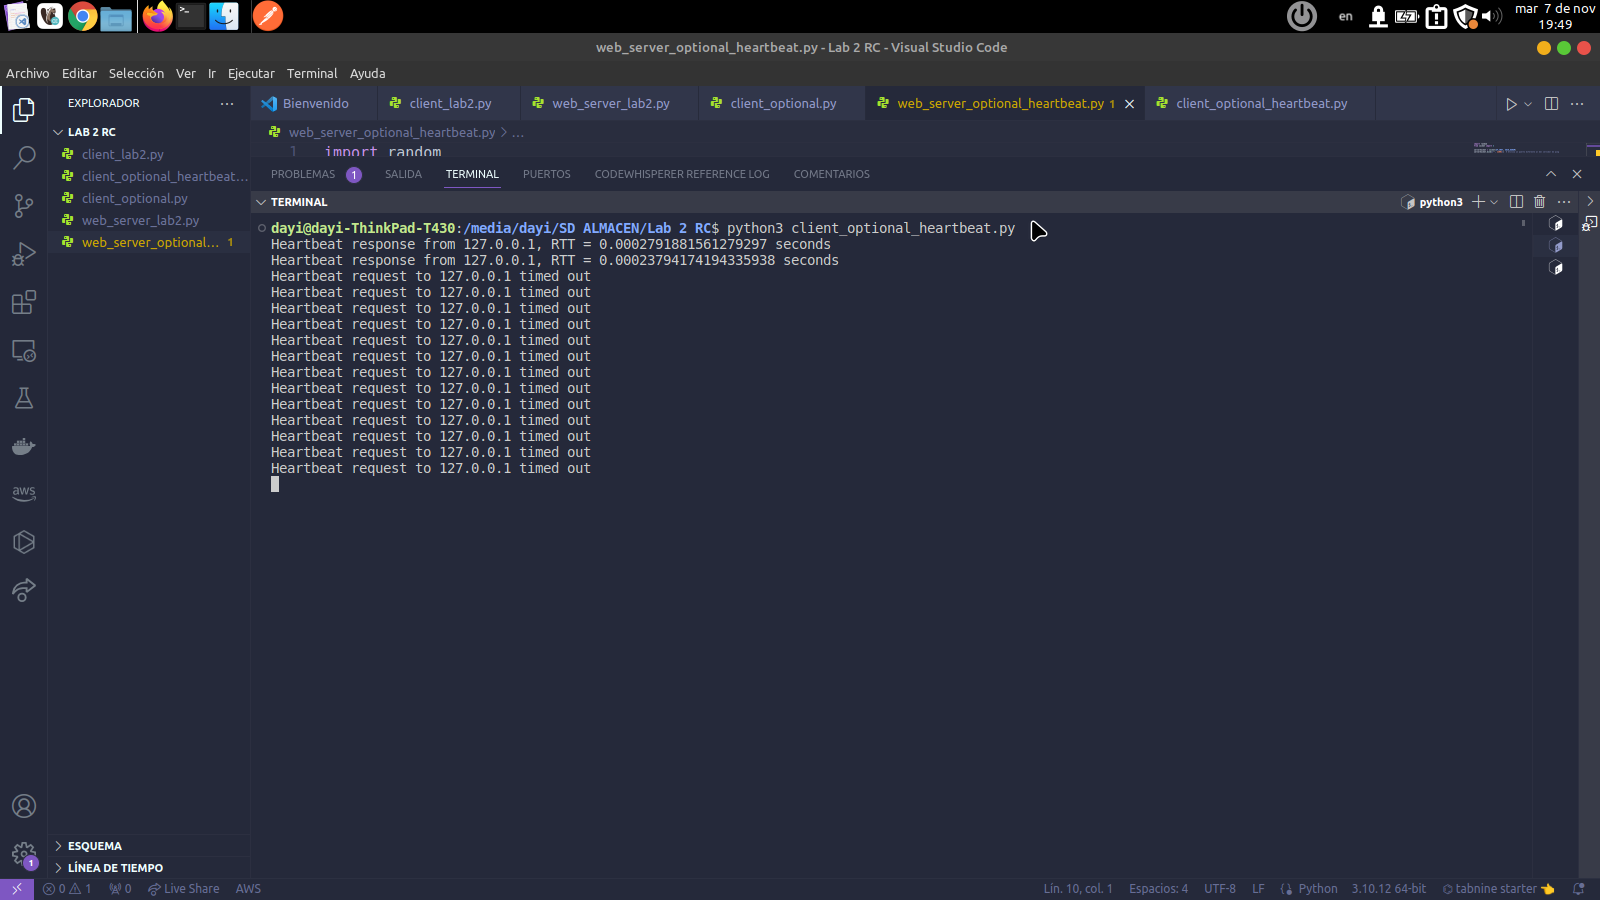 en
mar 7 de nov
19:49
web_server_optional_heartbeat.py - Lab 2 RC - Visual Studio Code
Archivo Editar Selección Ver Ir Ejecutar Terminal Ayuda
EXPLORADOR
Bienvenido client_lab2.py web_server_lab2.py client_optional.py web_server_optional_heartbeat.py 1 client_optional_heartbeat.py
LAB 2 RC
client_lab2.py
client_optional_heartbeat...
client_optional.py
web_server_lab2.py
web_server_optional... 1
web_server_optional_heartbeat.py > ...
1 import random
PROBLEMAS 1 SALIDA TERMINAL PUERTOS CODEWHISPERER REFERENCE LOG COMENTARIOS
TERMINAL
python3
dayi@dayi-ThinkPad-T430:/media/dayi/SD ALMACEN/Lab 2 RC$ python3 client_optional_heartbeat.py
Heartbeat response from 127.0.0.1, RTT = 0.0002791881561279297 seconds
Heartbeat response from 127.0.0.1, RTT = 0.00023794174194335938 seconds
Heartbeat request to 127.0.0.1 timed out
Heartbeat request to 127.0.0.1 timed out
Heartbeat request to 127.0.0.1 timed out
Heartbeat request to 127.0.0.1 timed out
Heartbeat request to 127.0.0.1 timed out
Heartbeat request to 127.0.0.1 timed out
Heartbeat request to 127.0.0.1 timed out
Heartbeat request to 127.0.0.1 timed out
Heartbeat request to 127.0.0.1 timed out
Heartbeat request to 127.0.0.1 timed out
Heartbeat request to 127.0.0.1 timed out
Heartbeat request to 127.0.0.1 timed out
Heartbeat request to 127.0.0.1 timed out
aws
ESQUEMA
LÍNEA DE TIEMPO
1
0 1 0 Live Share AWS
Lín. 10, col. 1 Espacios: 4 UTF-8 LF Python 3.10.12 64-bit tabnine starter